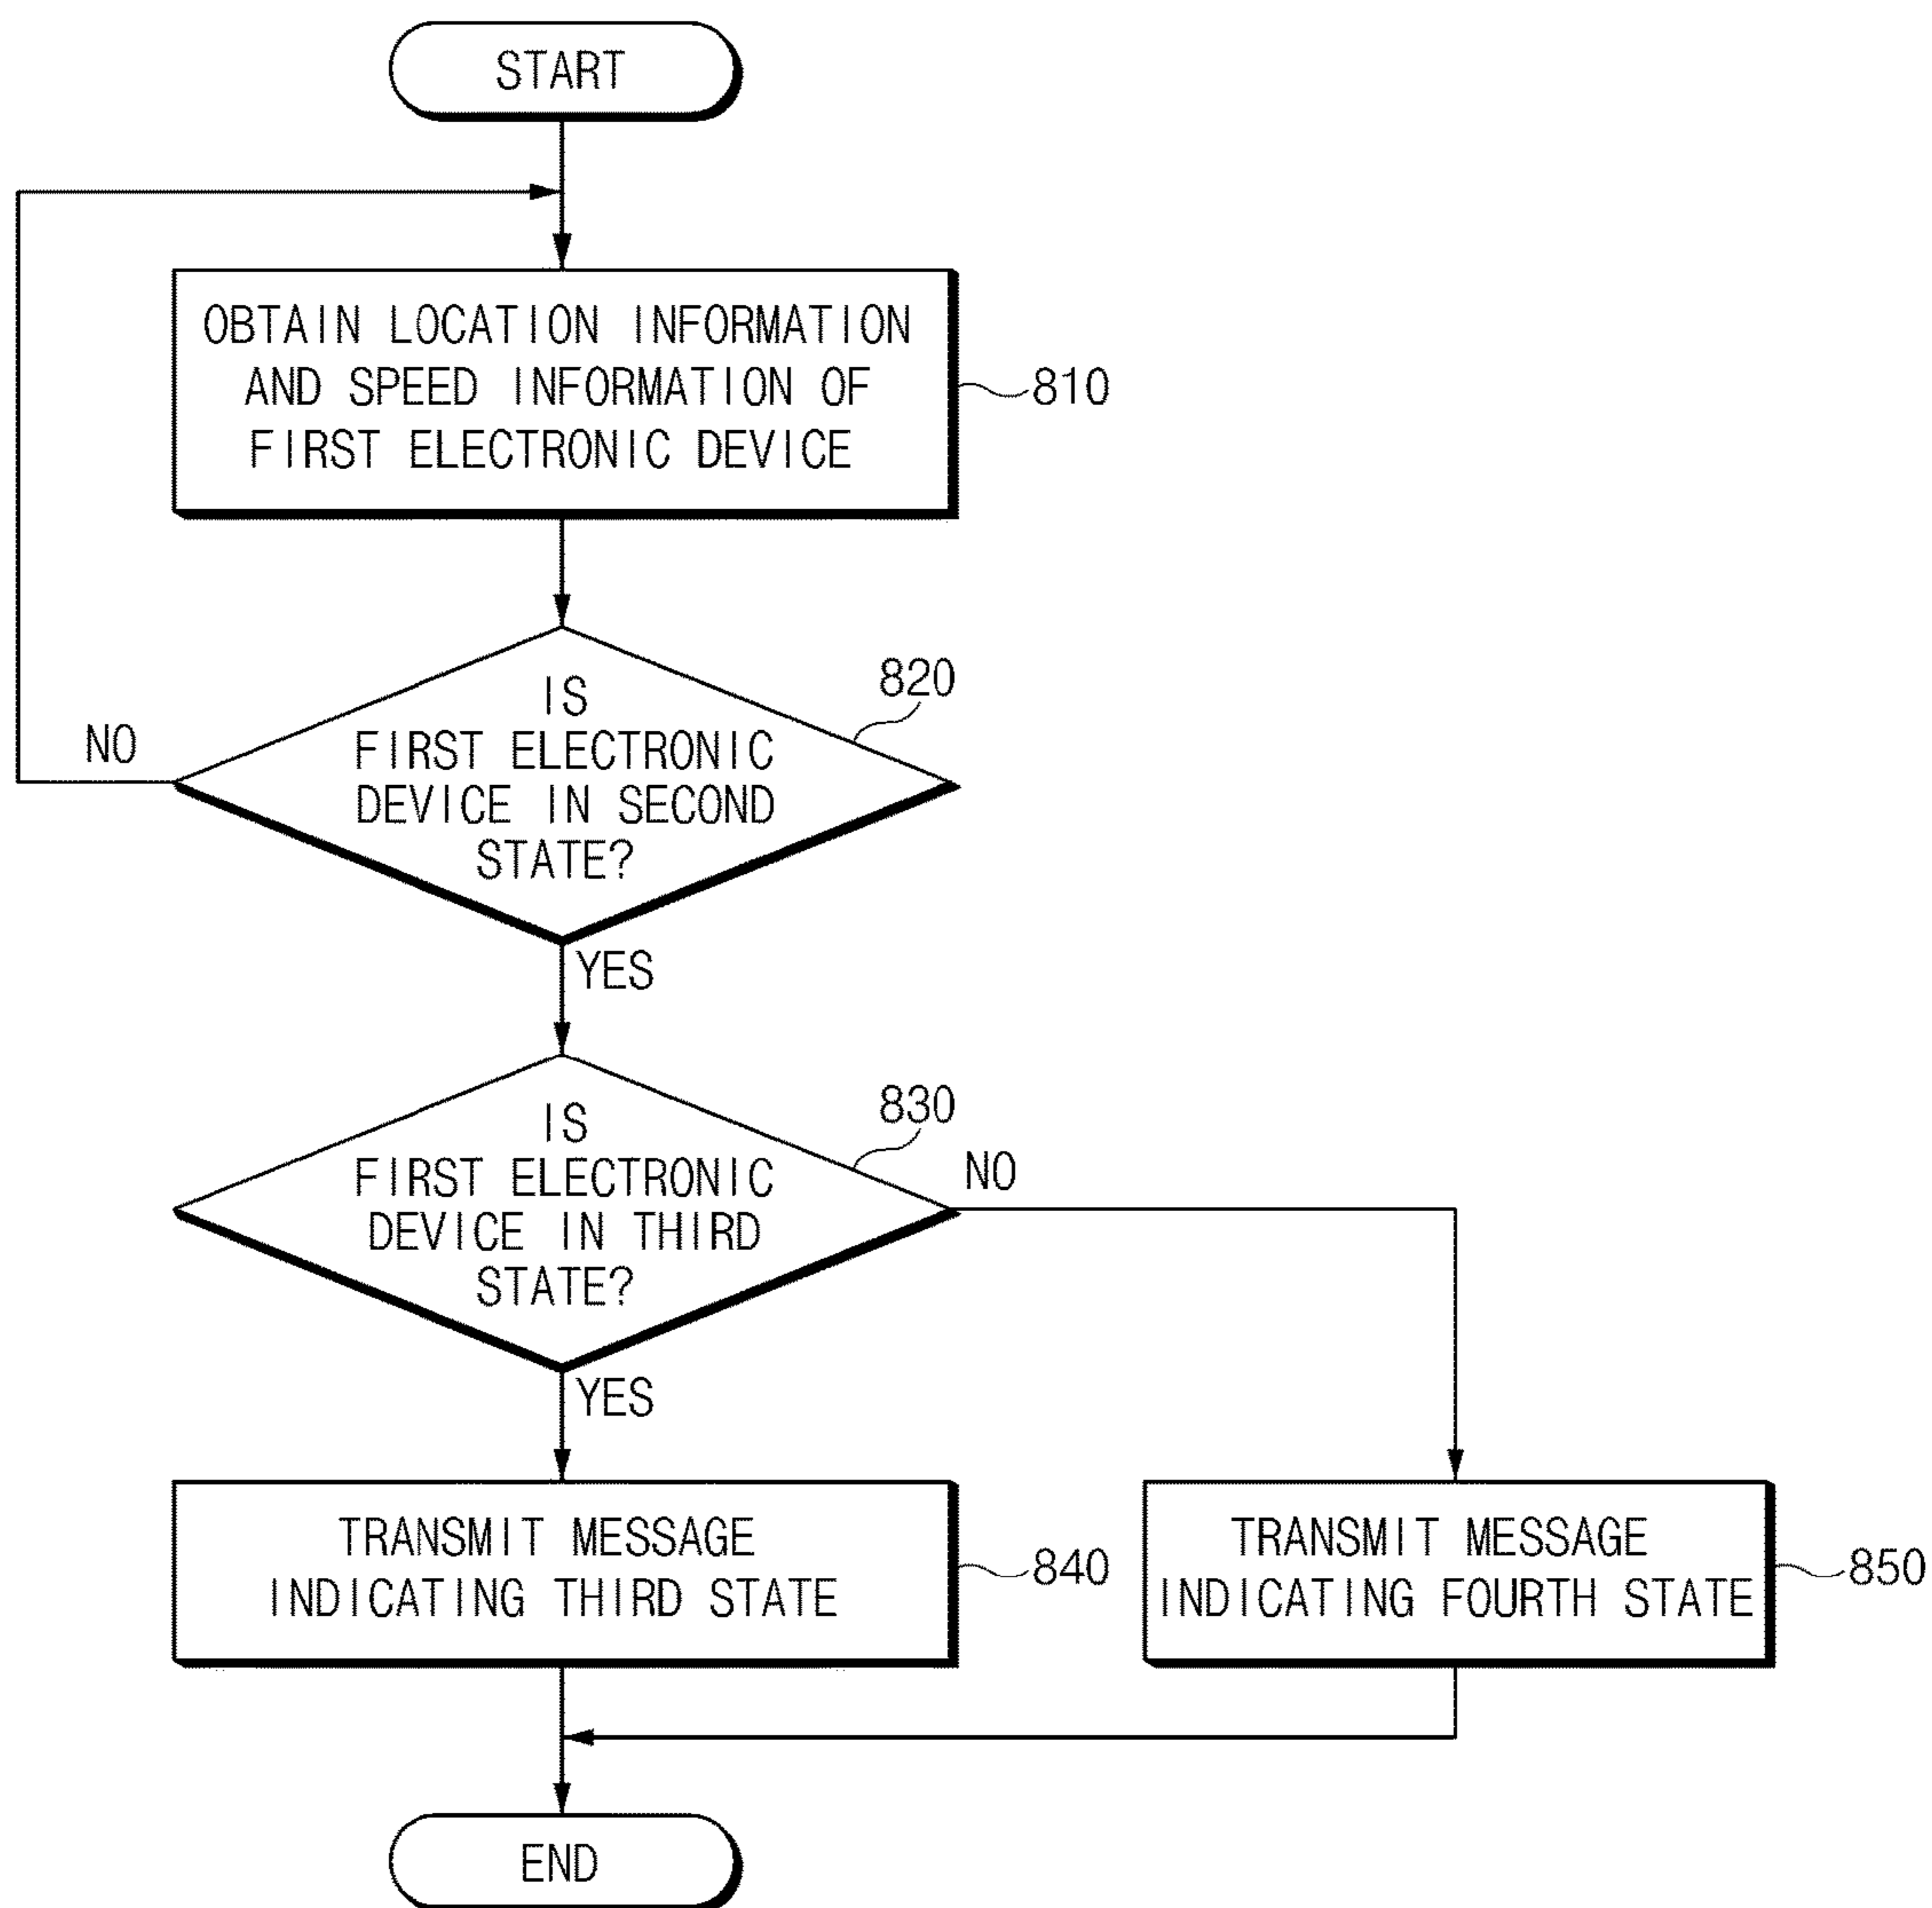 START
OBTAIN LOCATION INFORMATION
AND SPEED INFORMATION OF
FIRST ELECTRONIC DEVICE
810
IS
FIRST ELECTRONIC
DEVICE IN SECOND
STATE?
820
NO
YES
IS
FIRST ELECTRONIC
DEVICE IN THIRD
STATE?
830
NO
YES
TRANSMIT MESSAGE
INDICATING THIRD STATE
840
TRANSMIT MESSAGE
INDICATING FOURTH STATE
850
END